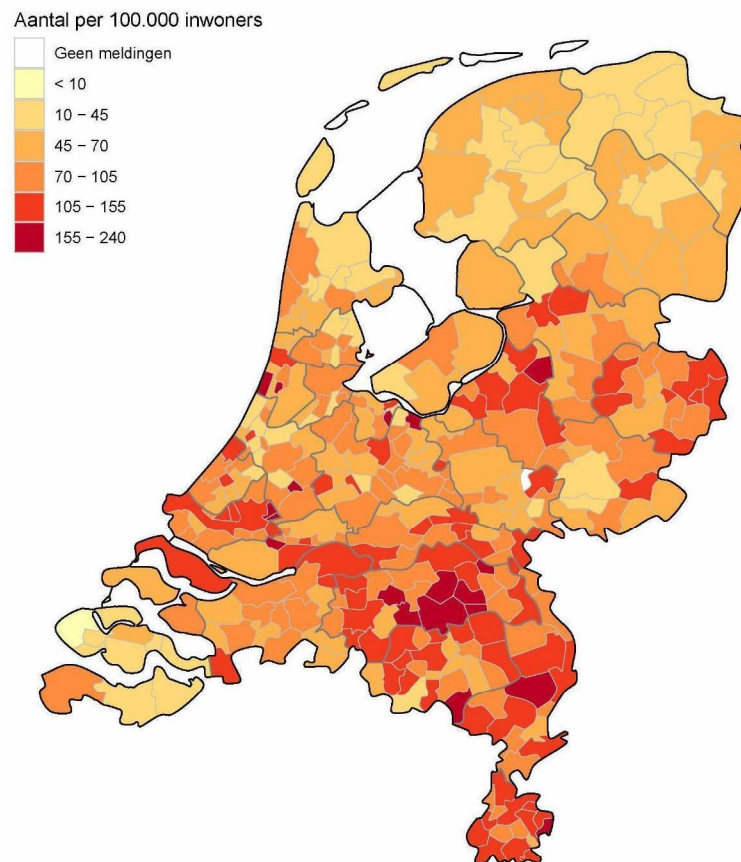 Aantal per 100.000 inwoners
Geen meldingen
< 10
10 – 45
45 – 70
70 – 105
105 – 155
155 – 240